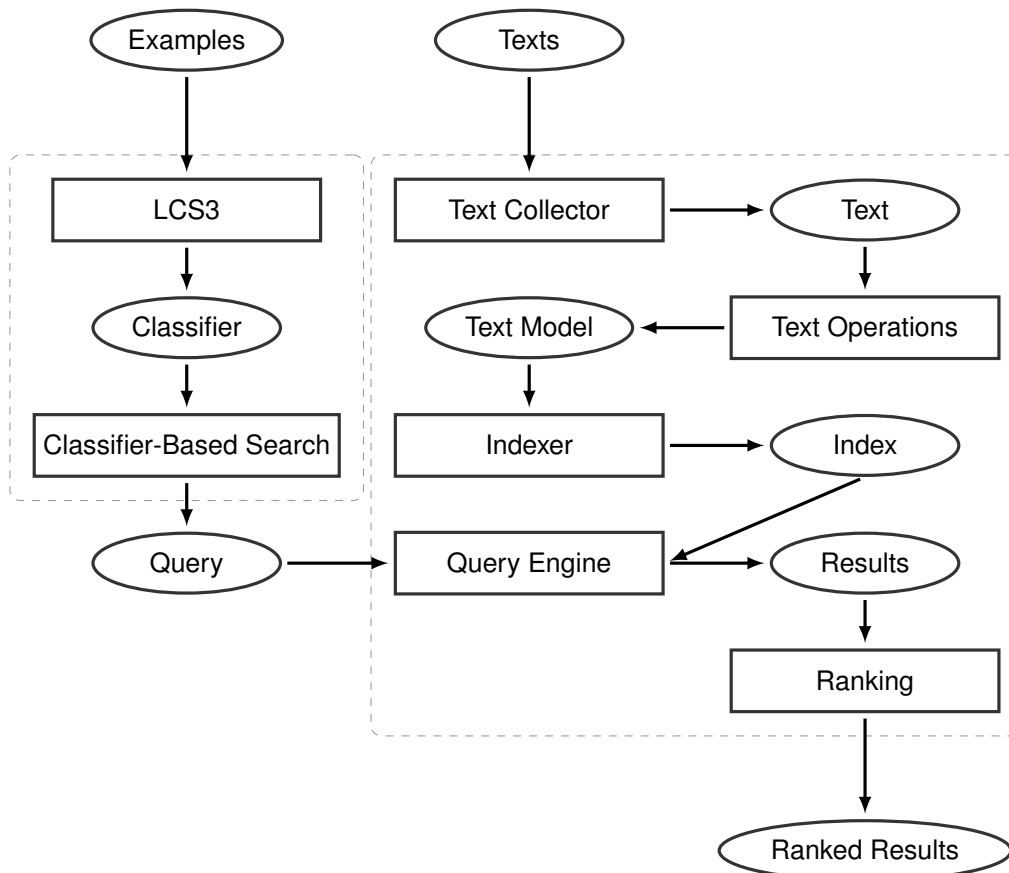 Examples
Texts
LCS3
Text Collector
Text
Classifier
Text Model
Text Operations
Classifier-Based Search
Indexer
Index
Query
Query Engine
Results
Ranking
Ranked Results